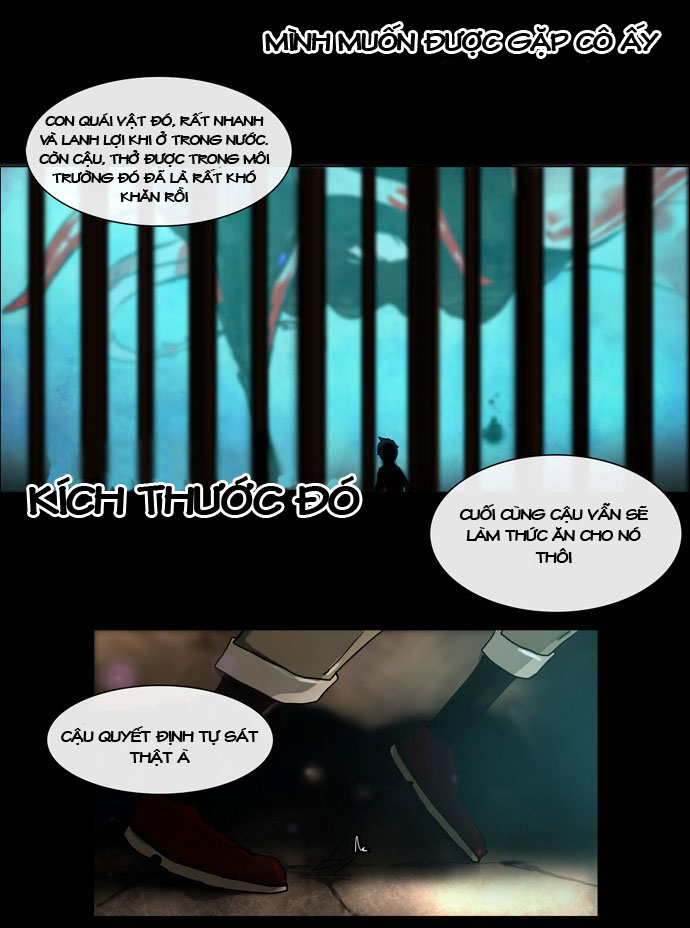 MÌNH MUỐN ĐƯỢC GẶP CÔ ẤY
CON QUÁI VẬT ĐÓ, RẤT NHANH
VÀ LANH LỢI KHI Ở TRONG NƯỚC.
CÒN CẬU, THỞ ĐƯỢC TRONG MÔI
TRƯỜNG ĐÓ ĐÃ LÀ RẤT KHÓ
KHĂN RỒI
KÍCH THƯỚC ĐÓ
CUỐI CÙNG CẬU VẪN SẼ
LÀM THỨC ĂN CHO NÓ
THÔI
CẬU QUYẾT ĐỊNH TỰ SÁT
THẬT À